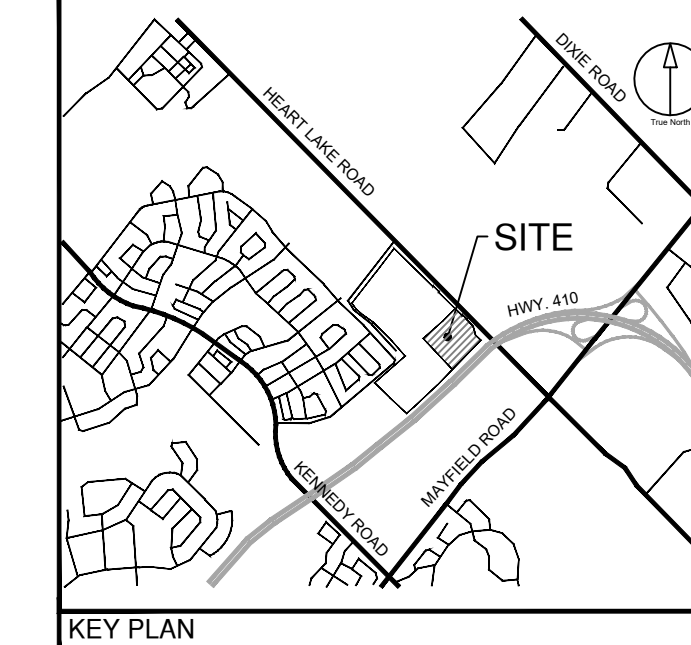 DIXIE ROAD
True North
HEART LAKE ROAD
SITE
HWY. 410
MAYFIELD ROAD
KENNEDY ROAD
KEY PLAN